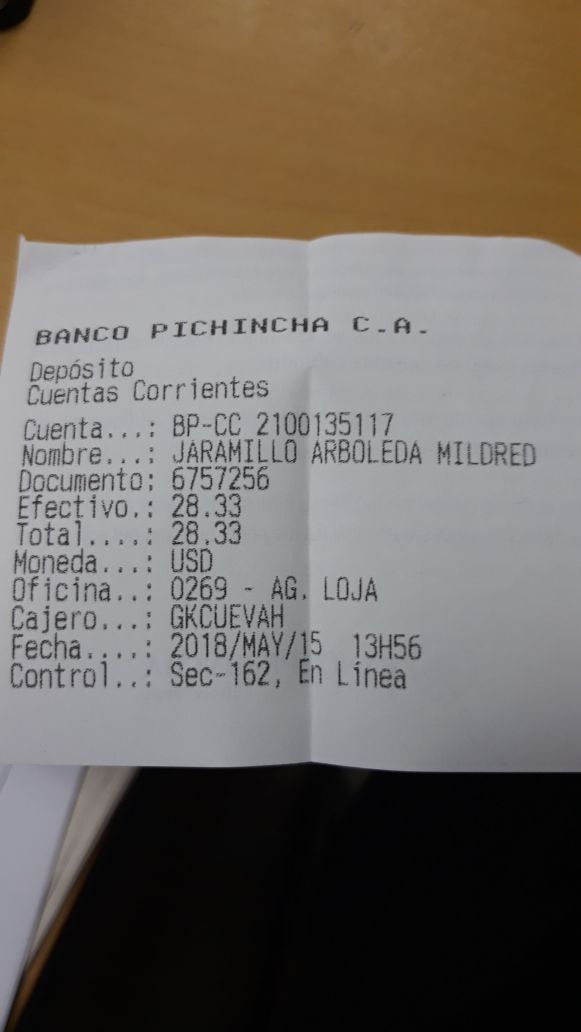 BANCO PICHINCHA C.A.
Depósito
Cuentas Corrientes
Cuenta...: BP-CC 2100135117
Nombre...: JARAMILLO ARBOLEDA MILDRED
Documento: 6757256
Efectivo.: 28.33
Total....: 28.33
Moneda...: USD
Oficina..: 0269 - AG. LOJA
Cajero...: GKCUEVAH
Fecha....: 2018/MAY/15 13H56
Control..: Sec-162, En Línea